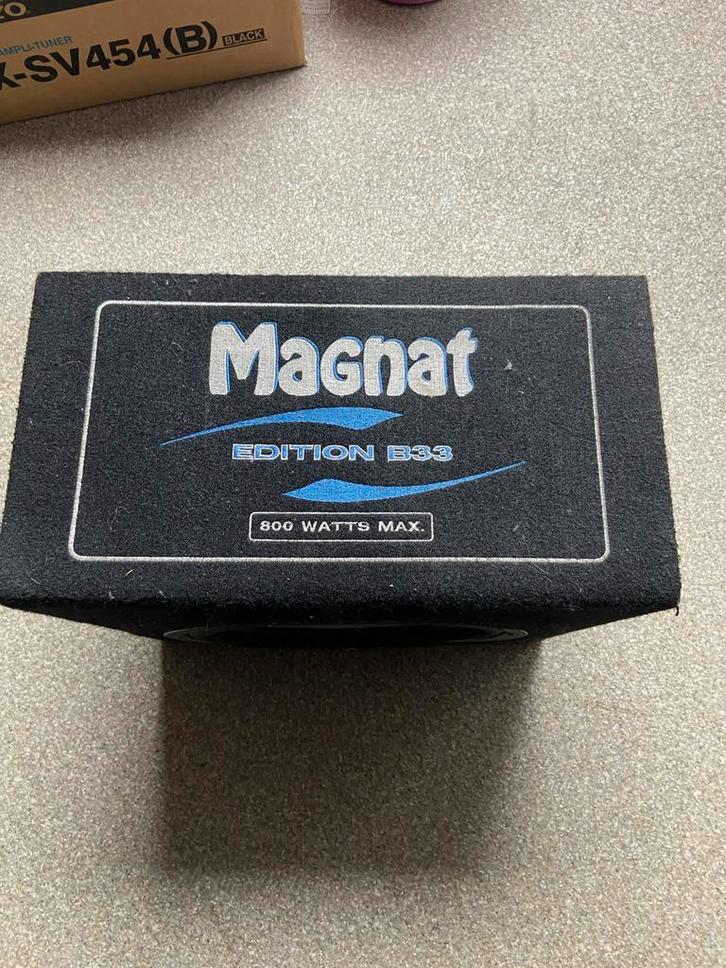 AMPLI-TUNER
X-SV454(B) BLACK
Magnat
EDITION B33
800 WATTS MAX.